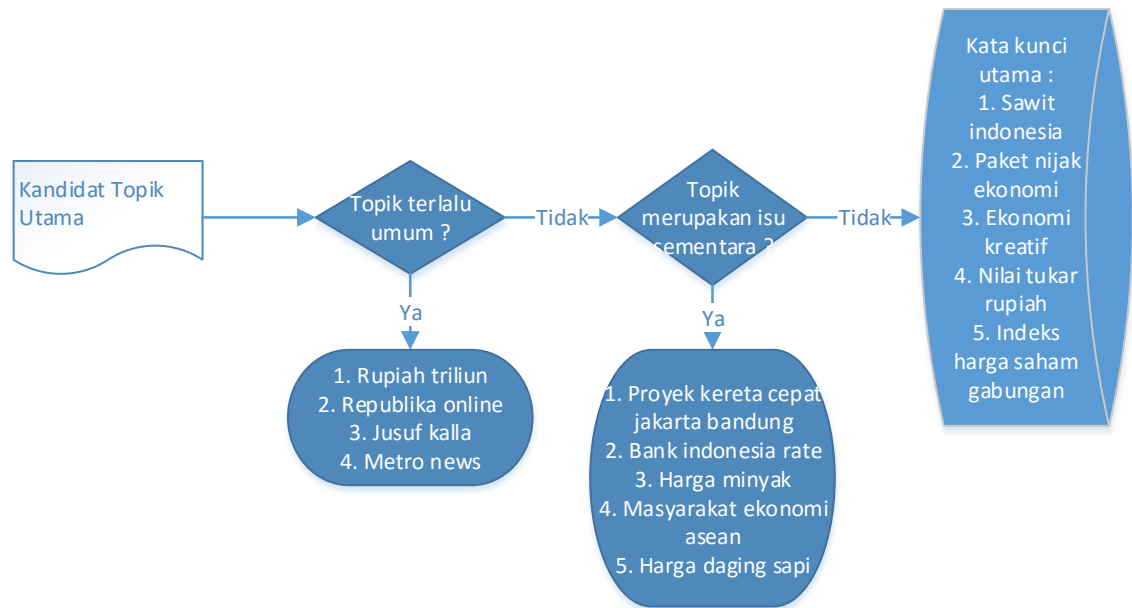 Kandidat Topik
Utama
Topik terlalu
umum ?
Tidak
Topik
merupakan isu
sementara ?
Tidak
Kata kunci
utama :
1. Sawit
indonesia
2. Paket nijak
ekonomi
3. Ekonomi
kreatif
4. Nilai tukar
rupiah
5. Indeks
harga saham
gabungan
Ya
1. Rupiah triliun
2. Republika online
3. Jusuf kalla
4. Metro news
Ya
1. Proyek kereta cepat
jakarta bandung
2. Bank indonesia rate
3. Harga minyak
4. Masyarakat ekonomi
asean
5. Harga daging sapi